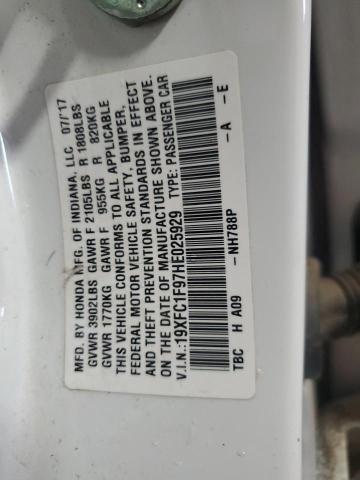 MFD. BY HONDA MFG. OF INDIANA, LLC 07/'17
GVWR 3902LBS GAWR F 2105LBS R 1808LBS
GVWR 1770KG GAWR F 955KG R 820KG
THIS VEHICLE CONFORMS TO ALL APPLICABLE
FEDERAL MOTOR VEHICLE SAFETY, BUMPER,
AND THEFT PREVENTION STANDARDS IN EFFECT
ON THE DATE OF MANUFACTURE SHOWN ABOVE.
V.I.N.:19XFC1F97HE025929 TYPE: PASSENGER CAR
-NH788P -A -E
TBC H A09